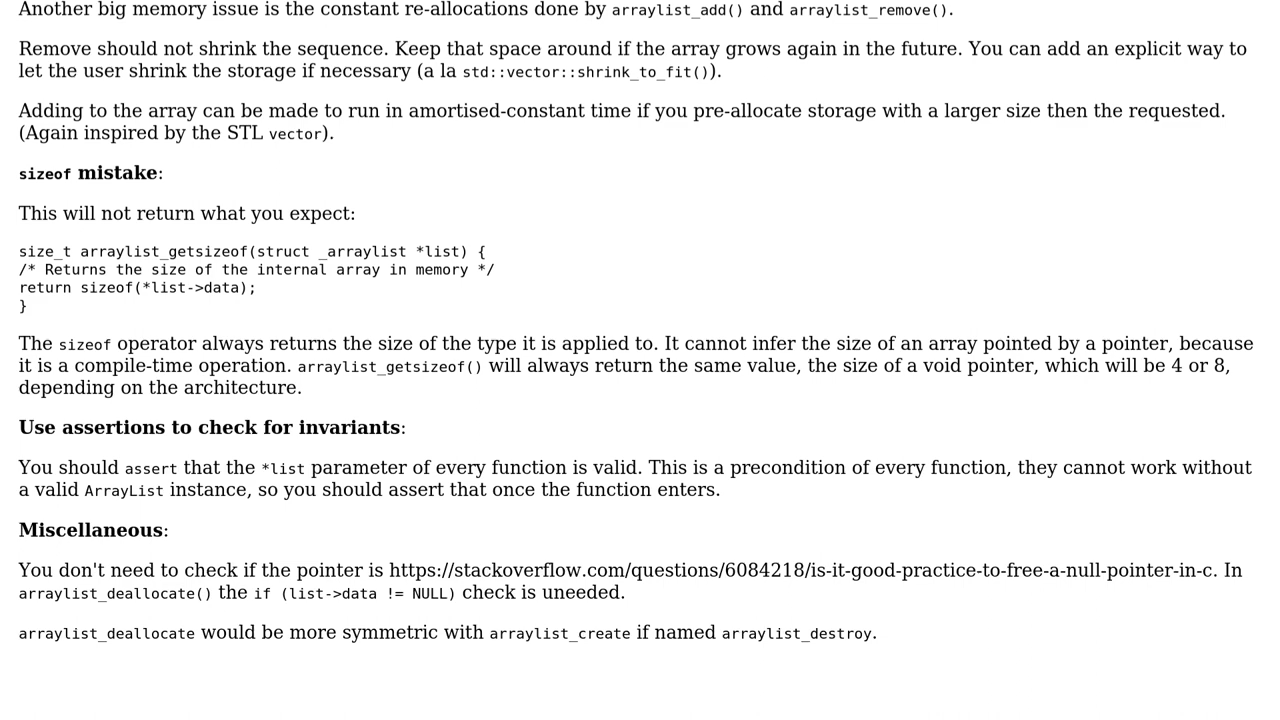 Another big memory issue is the constant re-allocations done by arraylist_add() and arraylist_remove().
Remove should not shrink the sequence. Keep that space around if the array grows again in the future. You can add an explicit way to
let the user shrink the storage if necessary (a la std::vector::shrink_to_fit()).
Adding to the array can be made to run in amortised-constant time if you pre-allocate storage with a larger size then the requested.
(Again inspired by the STL vector).
sizeof mistake:
This will not return what you expect:
size_t arraylist_getsizeof(struct _arraylist *list) {
/* Returns the size of the internal array in memory */
return sizeof(*list->data);
}
The sizeof operator always returns the size of the type it is applied to. It cannot infer the size of an array pointed by a pointer, because
it is a compile-time operation. arraylist_getsizeof() will always return the same value, the size of a void pointer, which will be 4 or 8,
depending on the architecture.
Use assertions to check for invariants:
You should assert that the *list parameter of every function is valid. This is a precondition of every function, they cannot work without
a valid ArrayList instance, so you should assert that once the function enters.
Miscellaneous:
You don't need to check if the pointer is https://stackoverflow.com/questions/6084218/is-it-good-practice-to-free-a-null-pointer-in-c. In
arraylist_deallocate() the if (list->data != NULL) check is uneeded.
arraylist_deallocate would be more symmetric with arraylist_create if named arraylist_destroy.